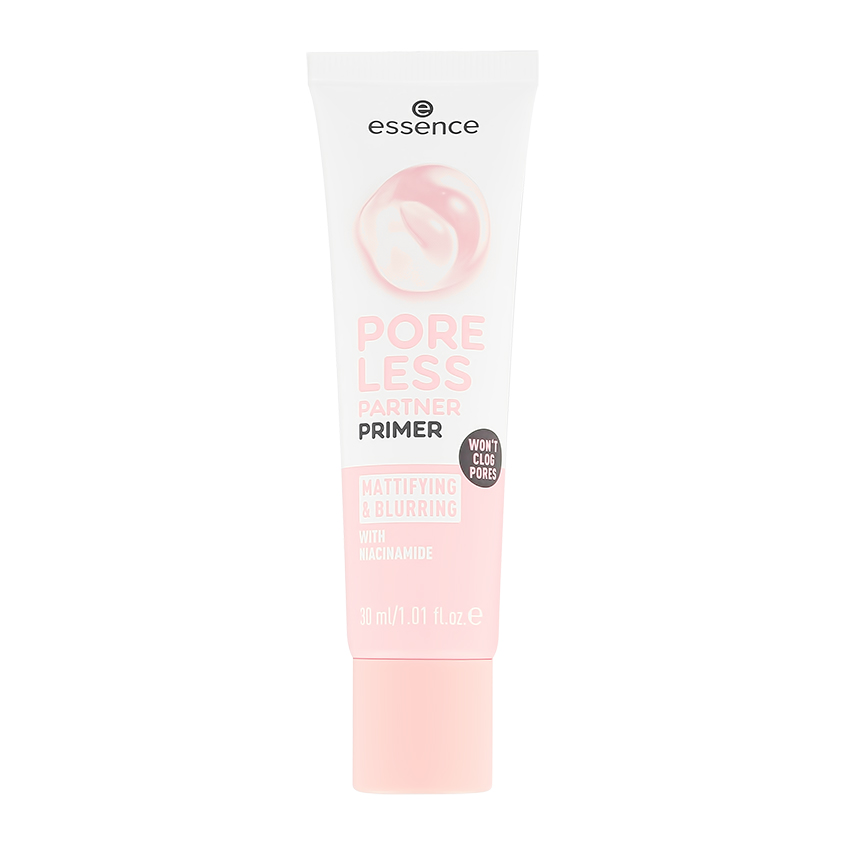 essence
PORE
LESS
PARTNER
PRIMER
WON'T
CLOG
PORES
MATTIFYING
& BLURRING
WITH
NIACINAMIDE
30 ml/1.01 fl.oz.℮